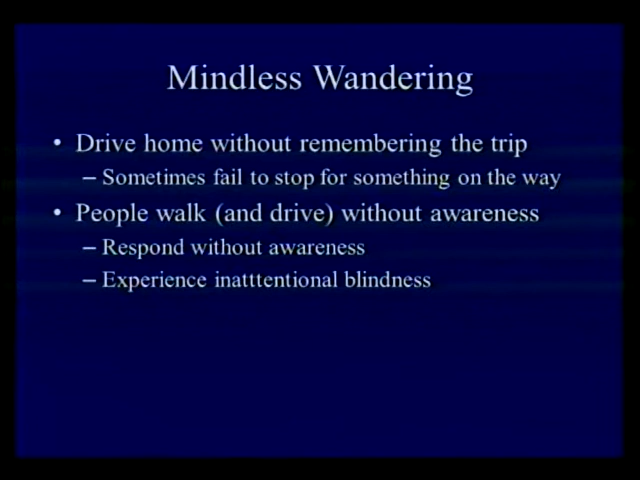 Mindless Wandering
• Drive home without remembering the trip
– Sometimes fail to stop for something on the way
• People walk (and drive) without awareness
– Respond without awareness
– Experience inatttentional blindness